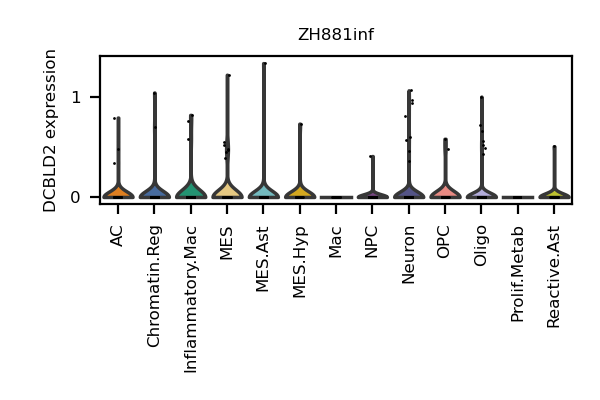 ZH881inf
DCBLD2 expression
1
0
AC
Chromatin.Reg
Inflammatory.Mac
MES
MES.Ast
MES.Hyp
Mac
NPC
Neuron
OPC
Oligo
Prolif.Metab
Reactive.Ast